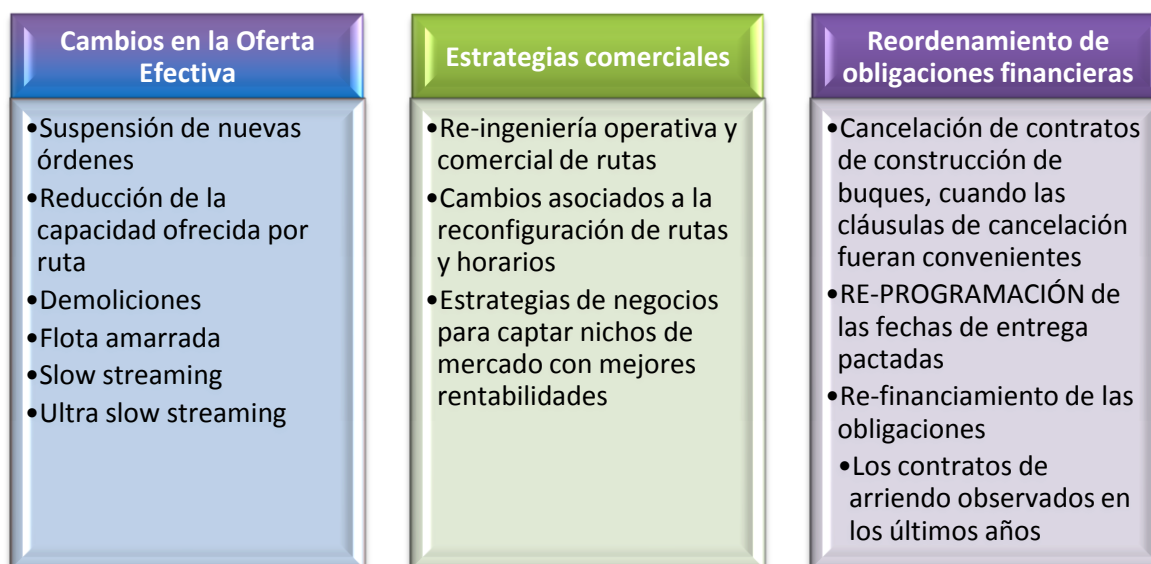 Cambios en la Oferta
Efectiva
•Suspensión de nuevas
órdenes
•Reducción de la
capacidad ofrecida por
ruta
•Demoliciones
•Flota amarrada
•Slow streaming
•Ultra slow streaming
Estrategias comerciales
•Re-ingeniería operativa y
comercial de rutas
•Cambios asociados a la
reconfiguración de rutas
y horarios
•Estrategias de negocios
para captar nichos de
mercado con mejores
rentabilidades
Reordenamiento de
obligaciones financieras
•Cancelación de contratos
de construcción de
buques, cuando las
cláusulas de cancelación
fueran convenientes
•RE-PROGRAMACIÓN de
las fechas de entrega
pactadas
•Re-financiamiento de las
obligaciones
•Los contratos de
arriendo observados en
los últimos años